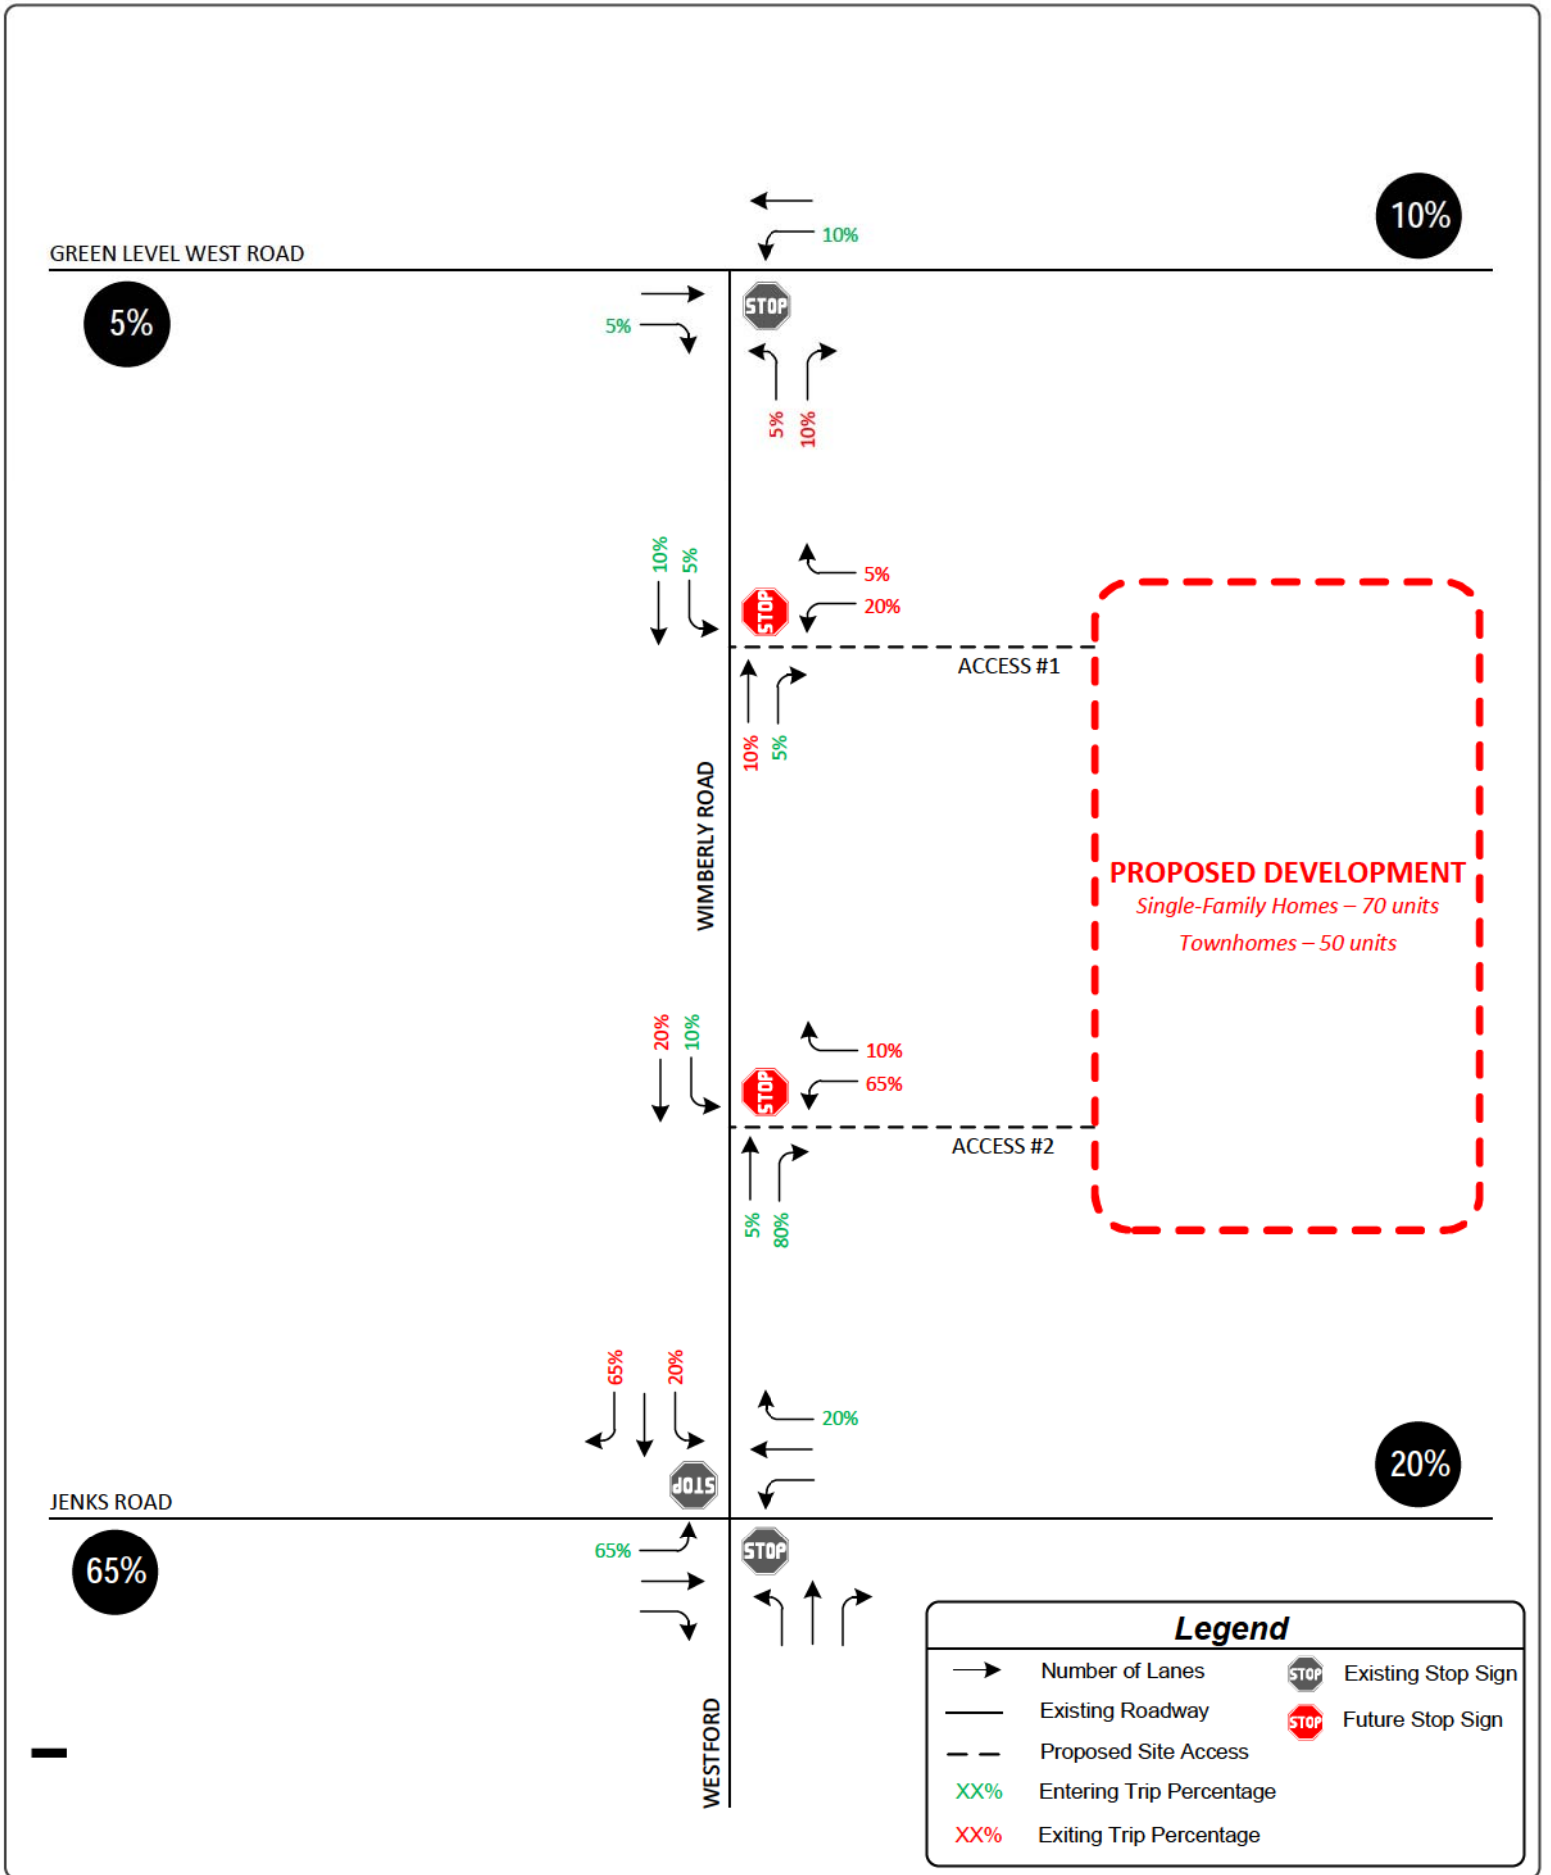 10%
10%
GREEN LEVEL WEST ROAD
5%
STOP
5%
5%
10%
10%
5%
5%
20%
STOP
ACCESS #1
10%
5%
WIMBERLY ROAD
PROPOSED DEVELOPMENT
Single-Family Homes – 70 units
Townhomes – 50 units
20%
10%
10%
65%
STOP
ACCESS #2
5%
80%
65%
20%
20%
20%
STOP
JENKS ROAD
65%
65%
STOP
WESTFORD
Legend
Number of Lanes
STOP Existing Stop Sign
Existing Roadway
STOP Future Stop Sign
Proposed Site Access
XX% Entering Trip Percentage
XX% Exiting Trip Percentage